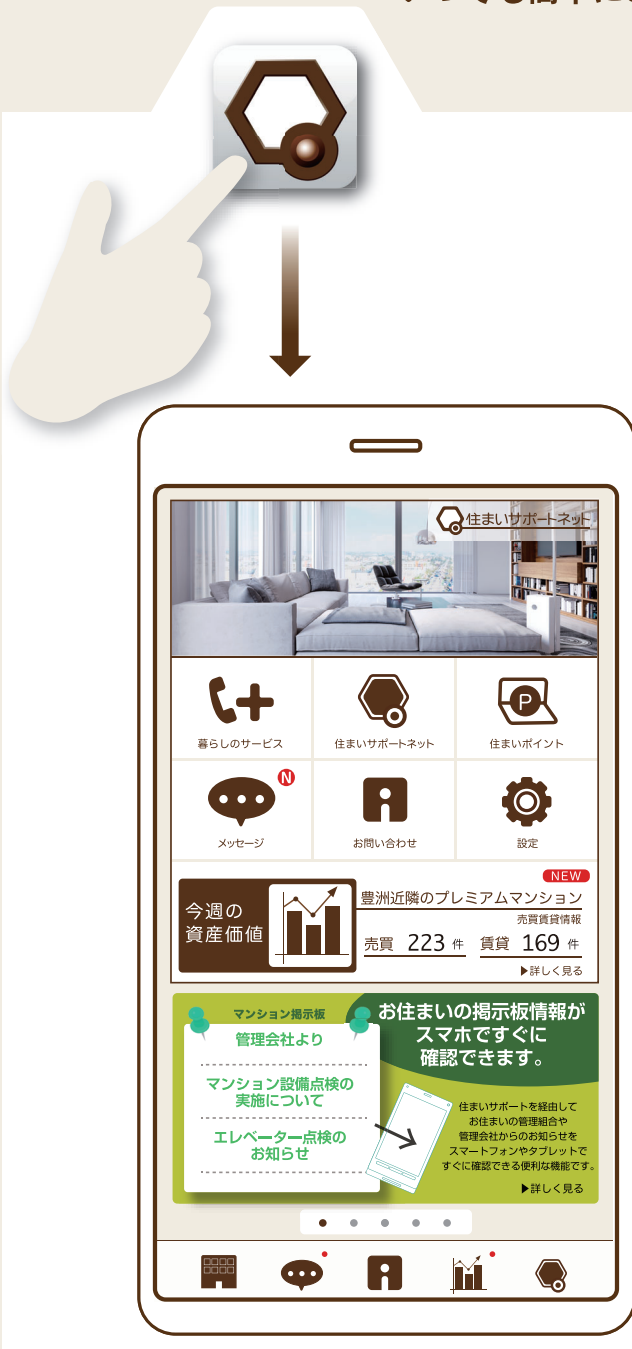 住まいサポートネット
暮らしのサービス
住まいサポートネット
住まいポイント
P
N
メッセージ
お問い合わせ
設定
今週の
資産価値
NEW
豊洲近隣のプレミアムマンション
売買賃貸情報
売買 223 件 賃貸 169 件
▶詳しく見る
マンション掲示板
管理会社より
マンション設備点検の
実施について
エレベーター点検の
お知らせ
お住まいの掲示板情報が
スマホですぐに
確認できます。
住まいサポートを経由して
お住まいの管理組合や
管理会社からのお知らせを
スマートフォンやタブレットで
すぐに確認できる便利な機能です。
▶詳しく見る